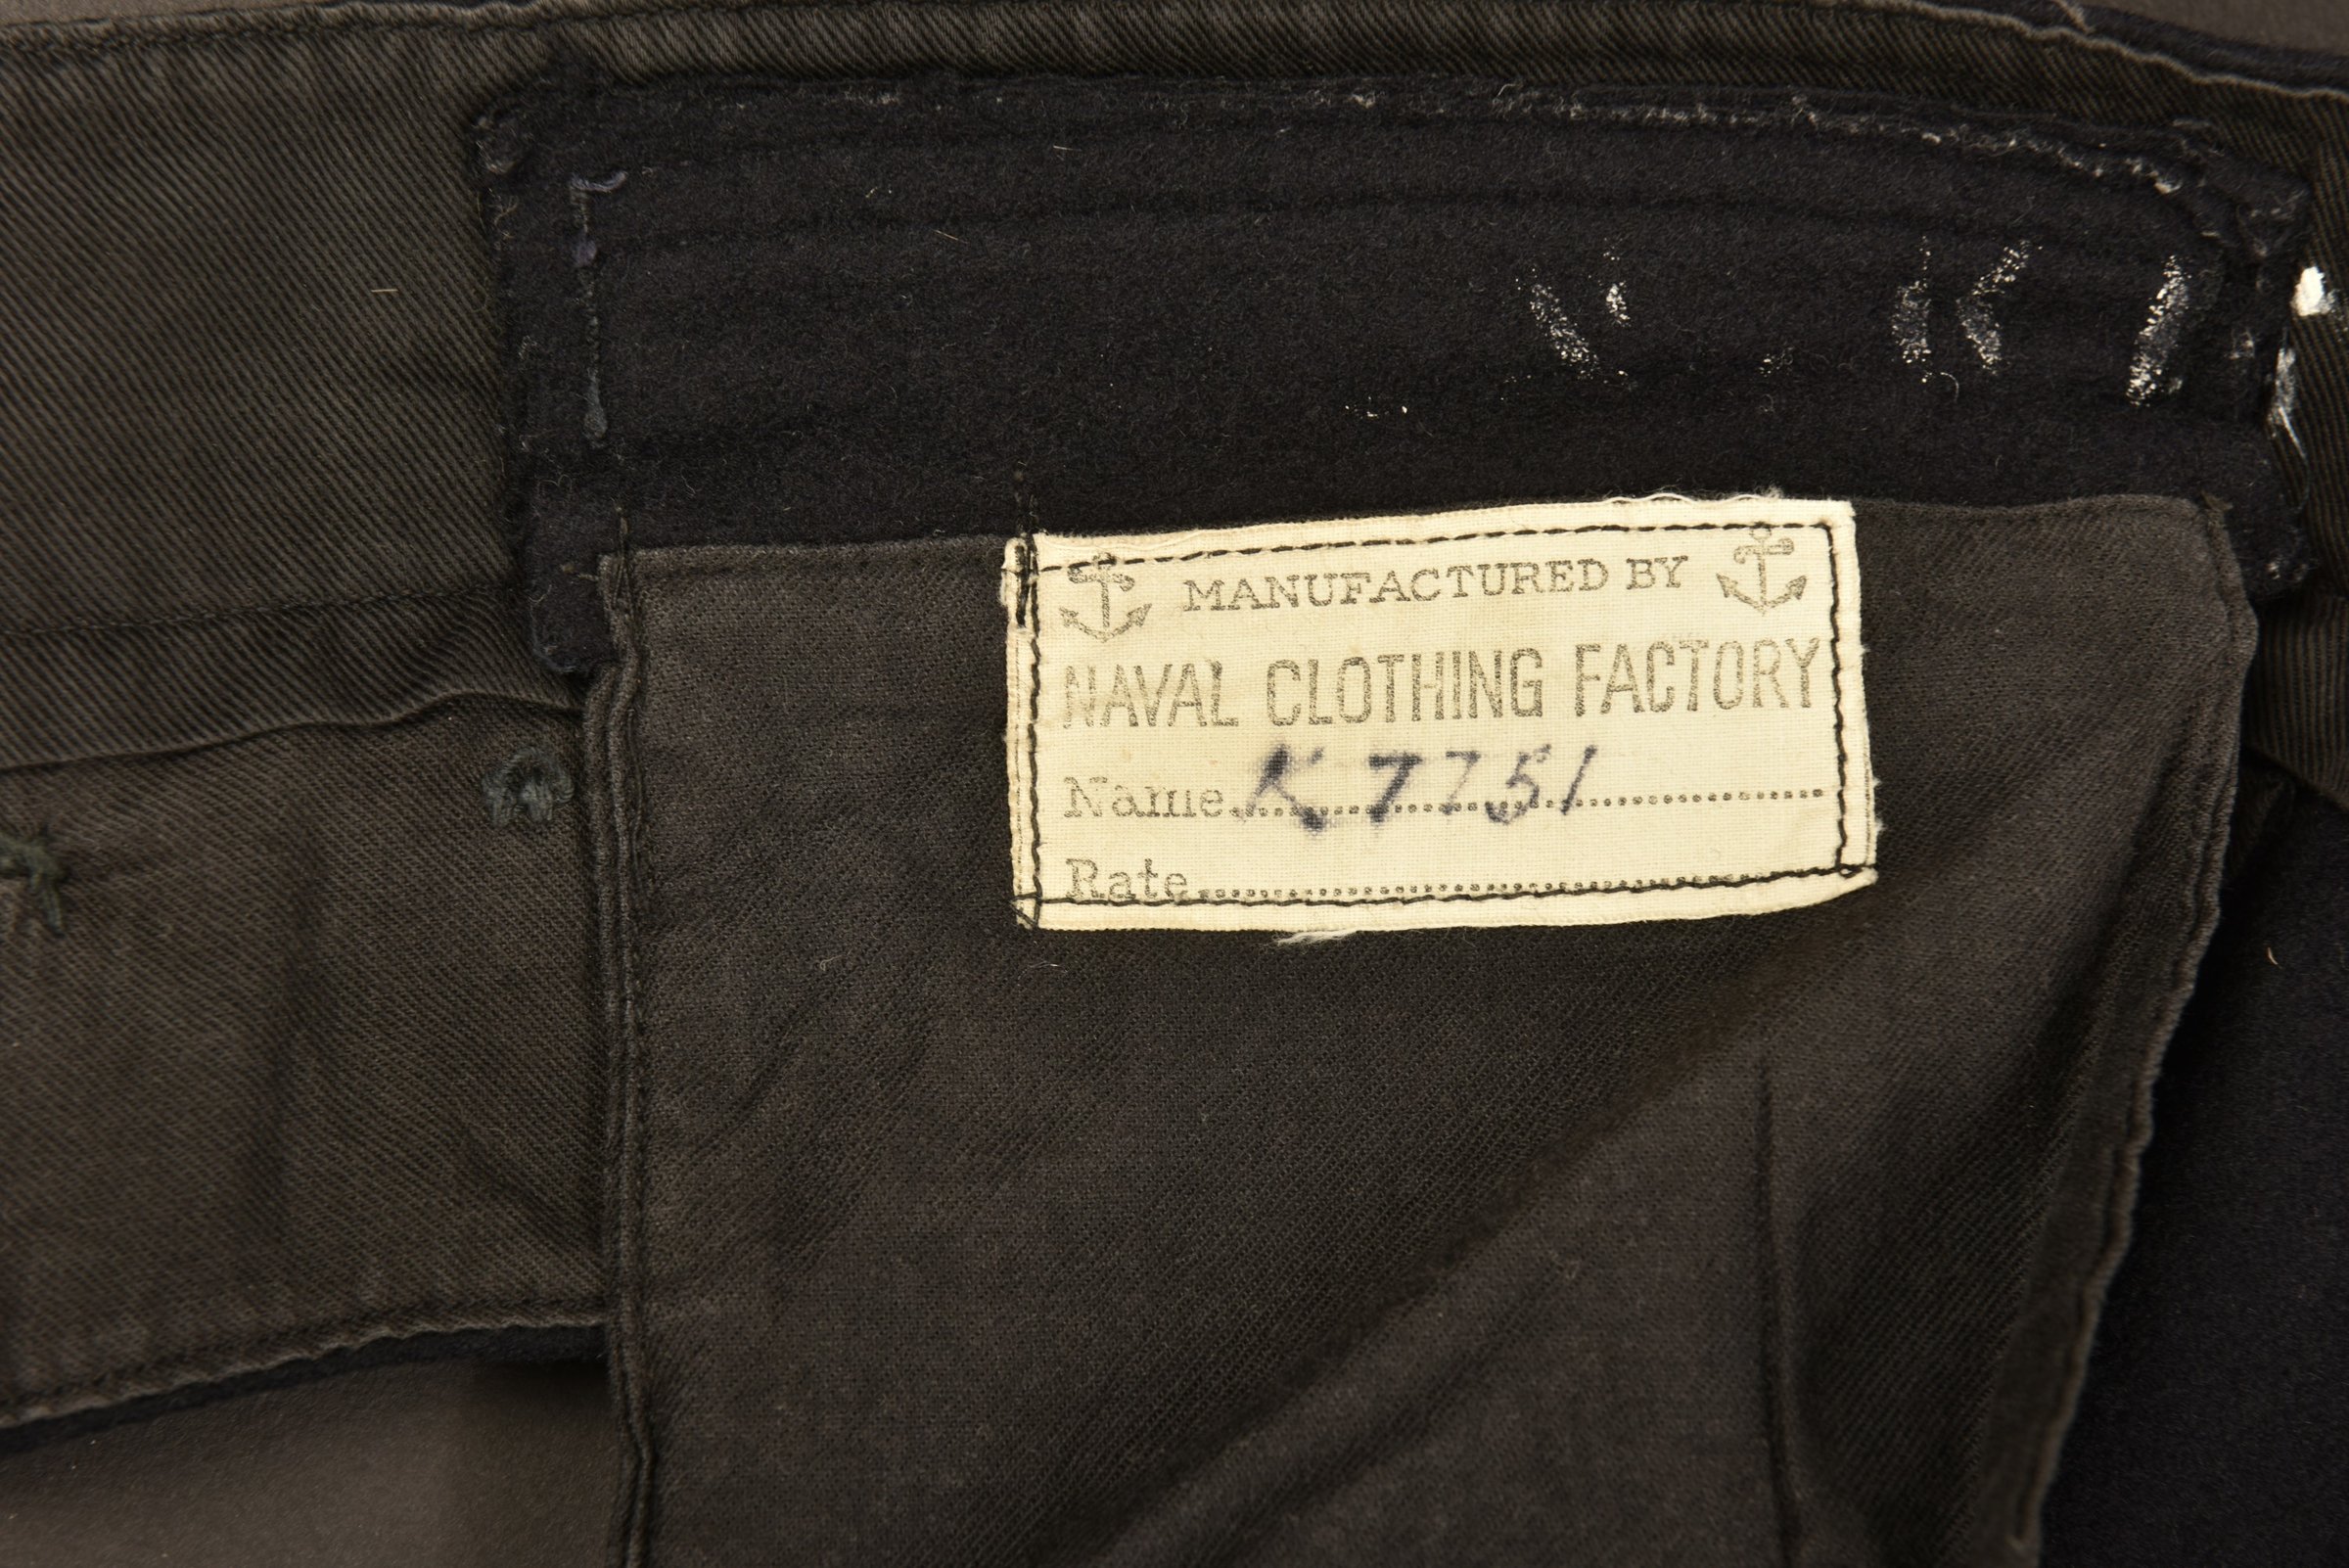 MANUFACTURED BY
NAVAL CLOTHING FACTORY
Name K 7751
Rate